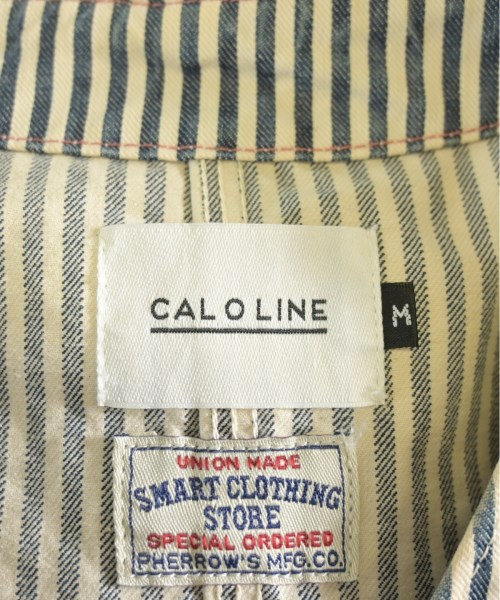 CAL O LINE
M
UNION MADE
SMART CLOTHING
STORE
SPECIAL ORDERED
PHERROW'S MFG.CO.